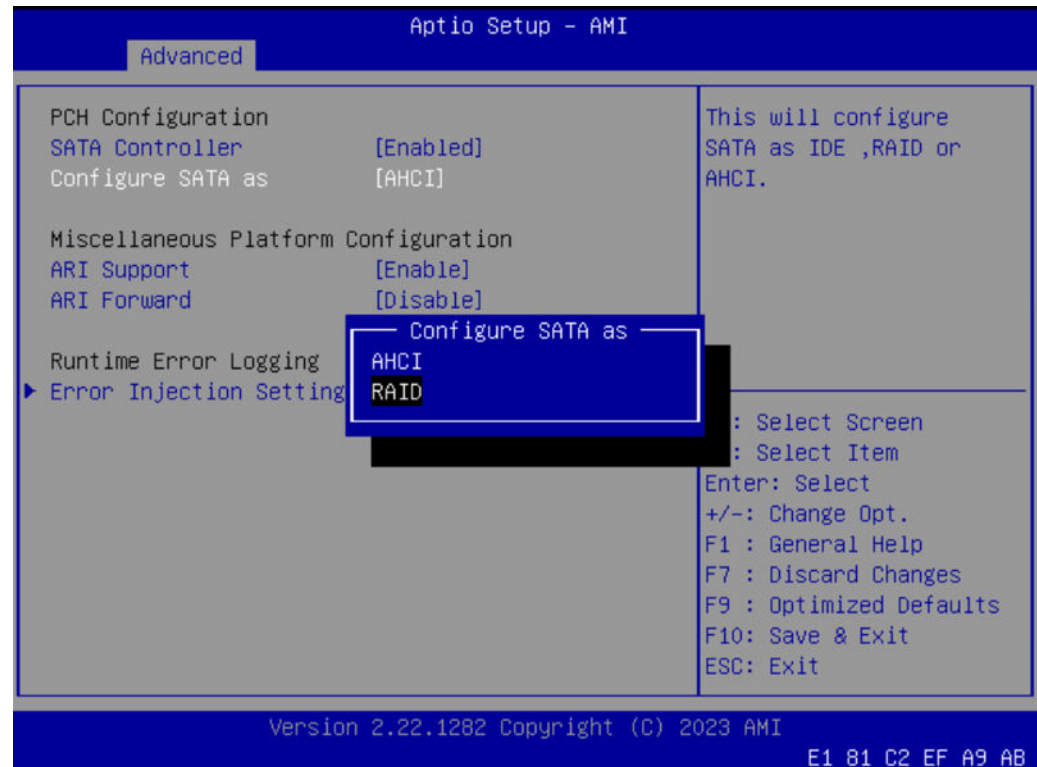 Aptio Setup – AMI
Advanced
PCH Configuration
SATA Controller [Enabled]
Configure SATA as [AHCI]
Miscellaneous Platform Configuration
ARI Support [Enable]
ARI Forward [Disable]
Runtime Error Logging
Error Injection Setting
Configure SATA as
AHCI
RAID
This will configure
SATA as IDE ,RAID or
AHCI.
: Select Screen
: Select Item
Enter: Select
+/-: Change Opt.
F1 : General Help
F7 : Discard Changes
F9 : Optimized Defaults
F10: Save & Exit
ESC: Exit
Version 2.22.1282 Copyright (C) 2023 AMI
E1 81 C2 EF A9 AB